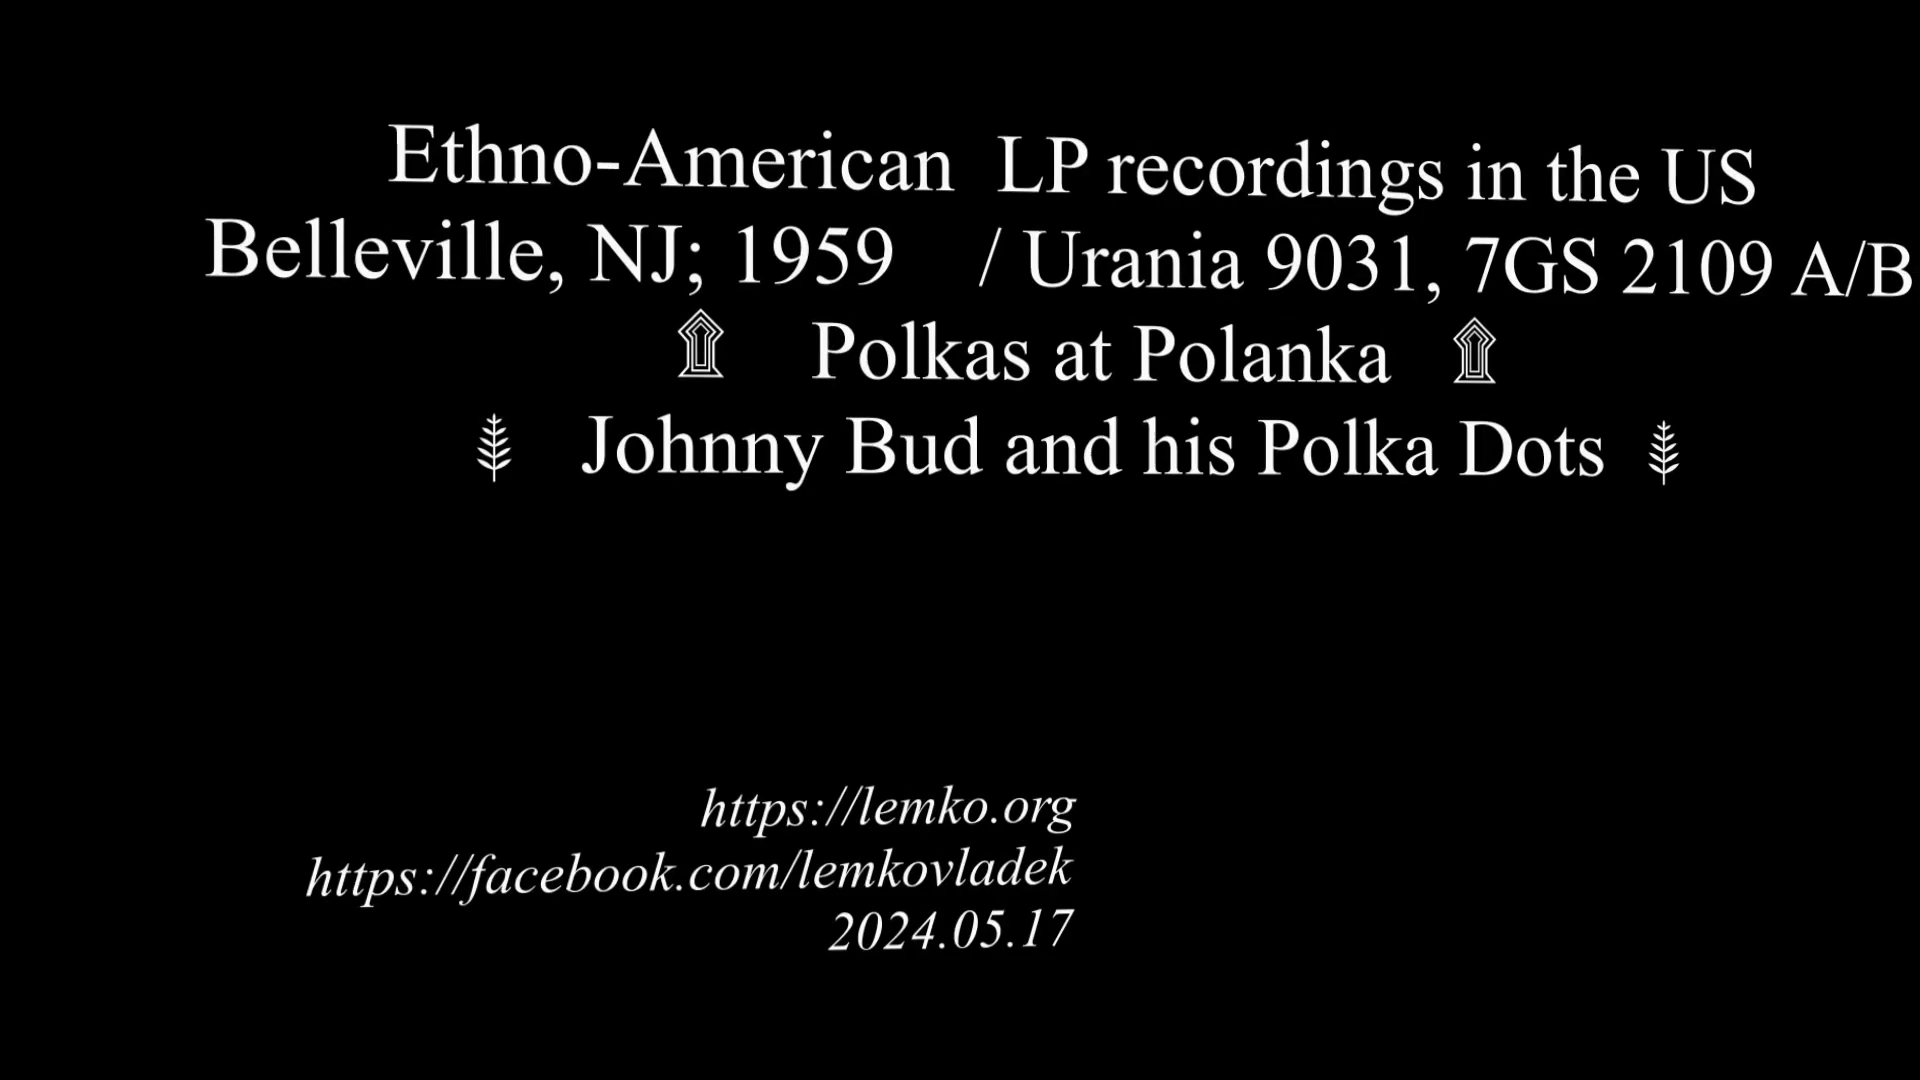 Ethno-American LP recordings in the US
Belleville, NJ; 1959 / Urania 9031, 7GS 2109 A/B
۩ Polkas at Polanka ۩
⸙ Johnny Bud and his Polka Dots ⸙
https://lemko.org
https://facebook.com/lemkovladek
2024.05.17